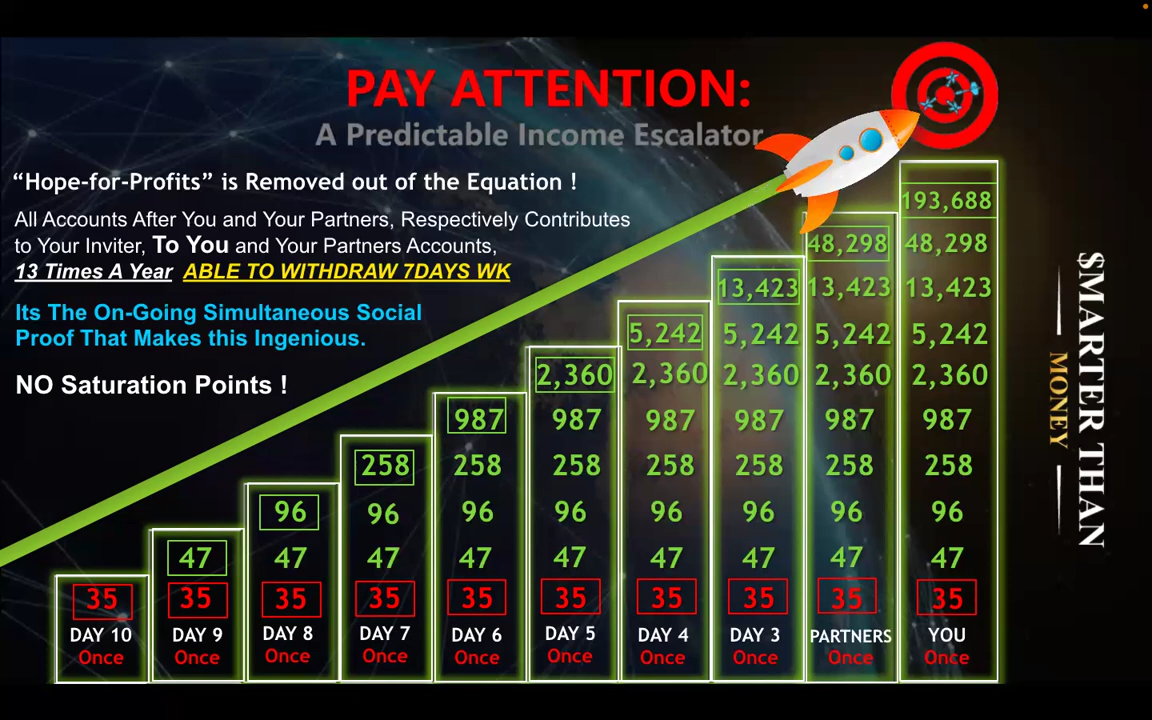 PAY ATTENTION:
A Predictable Income Escalator
“Hope-for-Profits” is Removed out of the Equation !
All Accounts After You and Your Partners, Respectively Contributes
to Your Inviter, To You and Your Partners Accounts,
13 Times A Year ABLE TO WITHDRAW 7DAYS WK
Its The On-Going Simultaneous Social
Proof That Makes this Ingenious.
NO Saturation Points !
193,688
48,298 48,298
13,423 13,423 13,423
5,242 5,242 5,242 5,242
2,360 2,360 2,360 2,360 2,360
987 987 987 987 987 987
258 258 258 258 258 258 258
96 96 96 96 96 96 96 96
47 47 47 47 47 47 47 47 47
35 35 35 35 35 35 35 35 35 35
DAY 10 DAY 9 DAY 8 DAY 7 DAY 6 DAY 5 DAY 4 DAY 3 PARTNERS YOU
Once Once Once Once Once Once Once Once Once Once
$MARTER THAN
MONEY